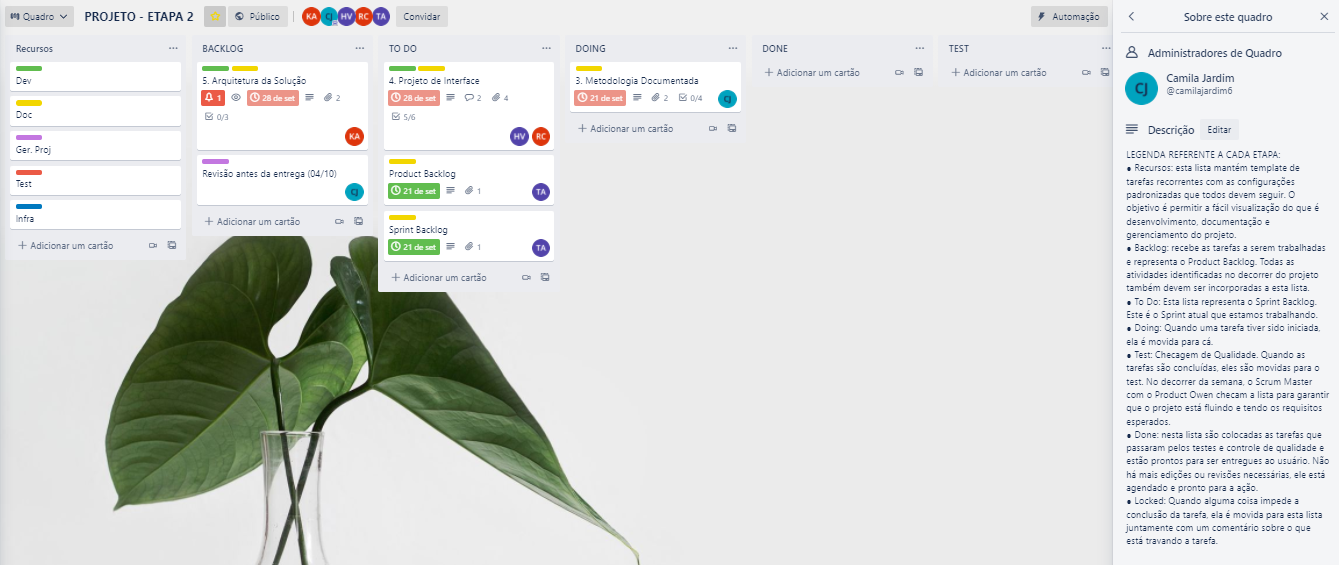 Quadro
PROJETO - ETAPA 2
Público
KA CJ HV RC TA
Convidar
Automação
Recursos
Dev
Doc
Ger. Proj
Test
Infra
Adicionar um cartão
BACKLOG
5. Arquitetura da Solução
1 28 de set 2
0/3
KA
Revisão antes da entrega (04/10)
CJ
Adicionar um cartão
TO DO
4. Projeto de Interface
28 de set 2 4
5/6
HV RC
Product Backlog
21 de set 1 TA
Sprint Backlog
21 de set 1 TA
Adicionar um cartão
DOING
3. Metodologia Documentada
21 de set 2 0/4 CJ
Adicionar um cartão
DONE
Adicionar um cartão
TEST
Adicionar um cartão
Sobre este quadro
Administradores de Quadro
CJ
Camila Jardim
@camilajardim6
Descrição Editar
LEGENDA REFERENTE A CADA ETAPA:
● Recursos: esta lista mantém template de
tarefas recorrentes com as configurações
padronizadas que todos devem seguir. O
objetivo é permitir a fácil visualização do que é
desenvolvimento, documentação e
gerenciamento do projeto.
● Backlog: recebe as tarefas a serem trabalhadas
e representa o Product Backlog. Todas as
atividades identificadas no decorrer do projeto
também devem ser incorporadas a esta lista.
● To Do: Esta lista representa o Sprint Backlog.
Este é o Sprint atual que estamos trabalhando.
● Doing: Quando uma tarefa tiver sido iniciada,
ela é movida para cá.
● Test: Checagem de Qualidade. Quando as
tarefas são concluídas, eles são movidas para o
test. No decorrer da semana, o Scrum Master
com o Product Owen checam a lista para garantir
que o projeto está fluindo e tendo os requisitos
esperados.
● Done: nesta lista são colocadas as tarefas que
passaram pelos testes e controle de qualidade e
estão prontos para ser entregues ao usuário. Não
há mais edições ou revisões necessárias, ele está
agendado e pronto para a ação.
● Locked: Quando alguma coisa impede a
conclusão da tarefa, ela é movida para esta lista
juntamente com um comentário sobre o que
está travando a tarefa.